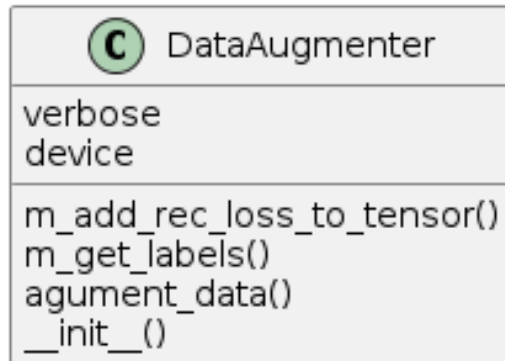 C DataAugmenter
verbose
device
m_add_rec_loss_to_tensor()
m_get_labels()
agument_data()
__init__()